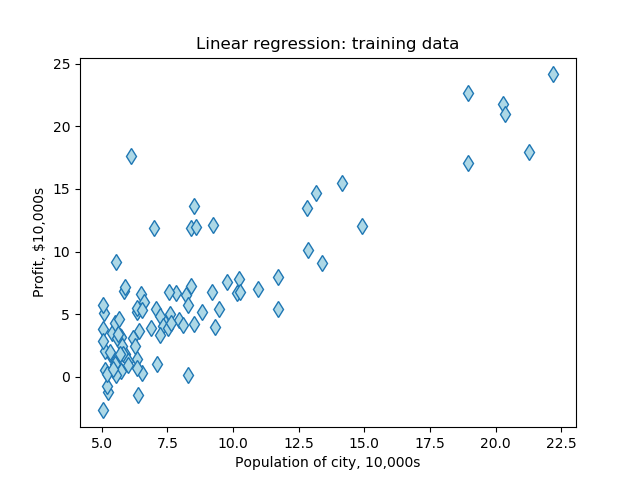 Linear regression: training data
25
20
15
10
5
0
Profit, $10,000s
5.0 7.5 10.0 12.5 15.0 17.5 20.0 22.5
Population of city, 10,000s